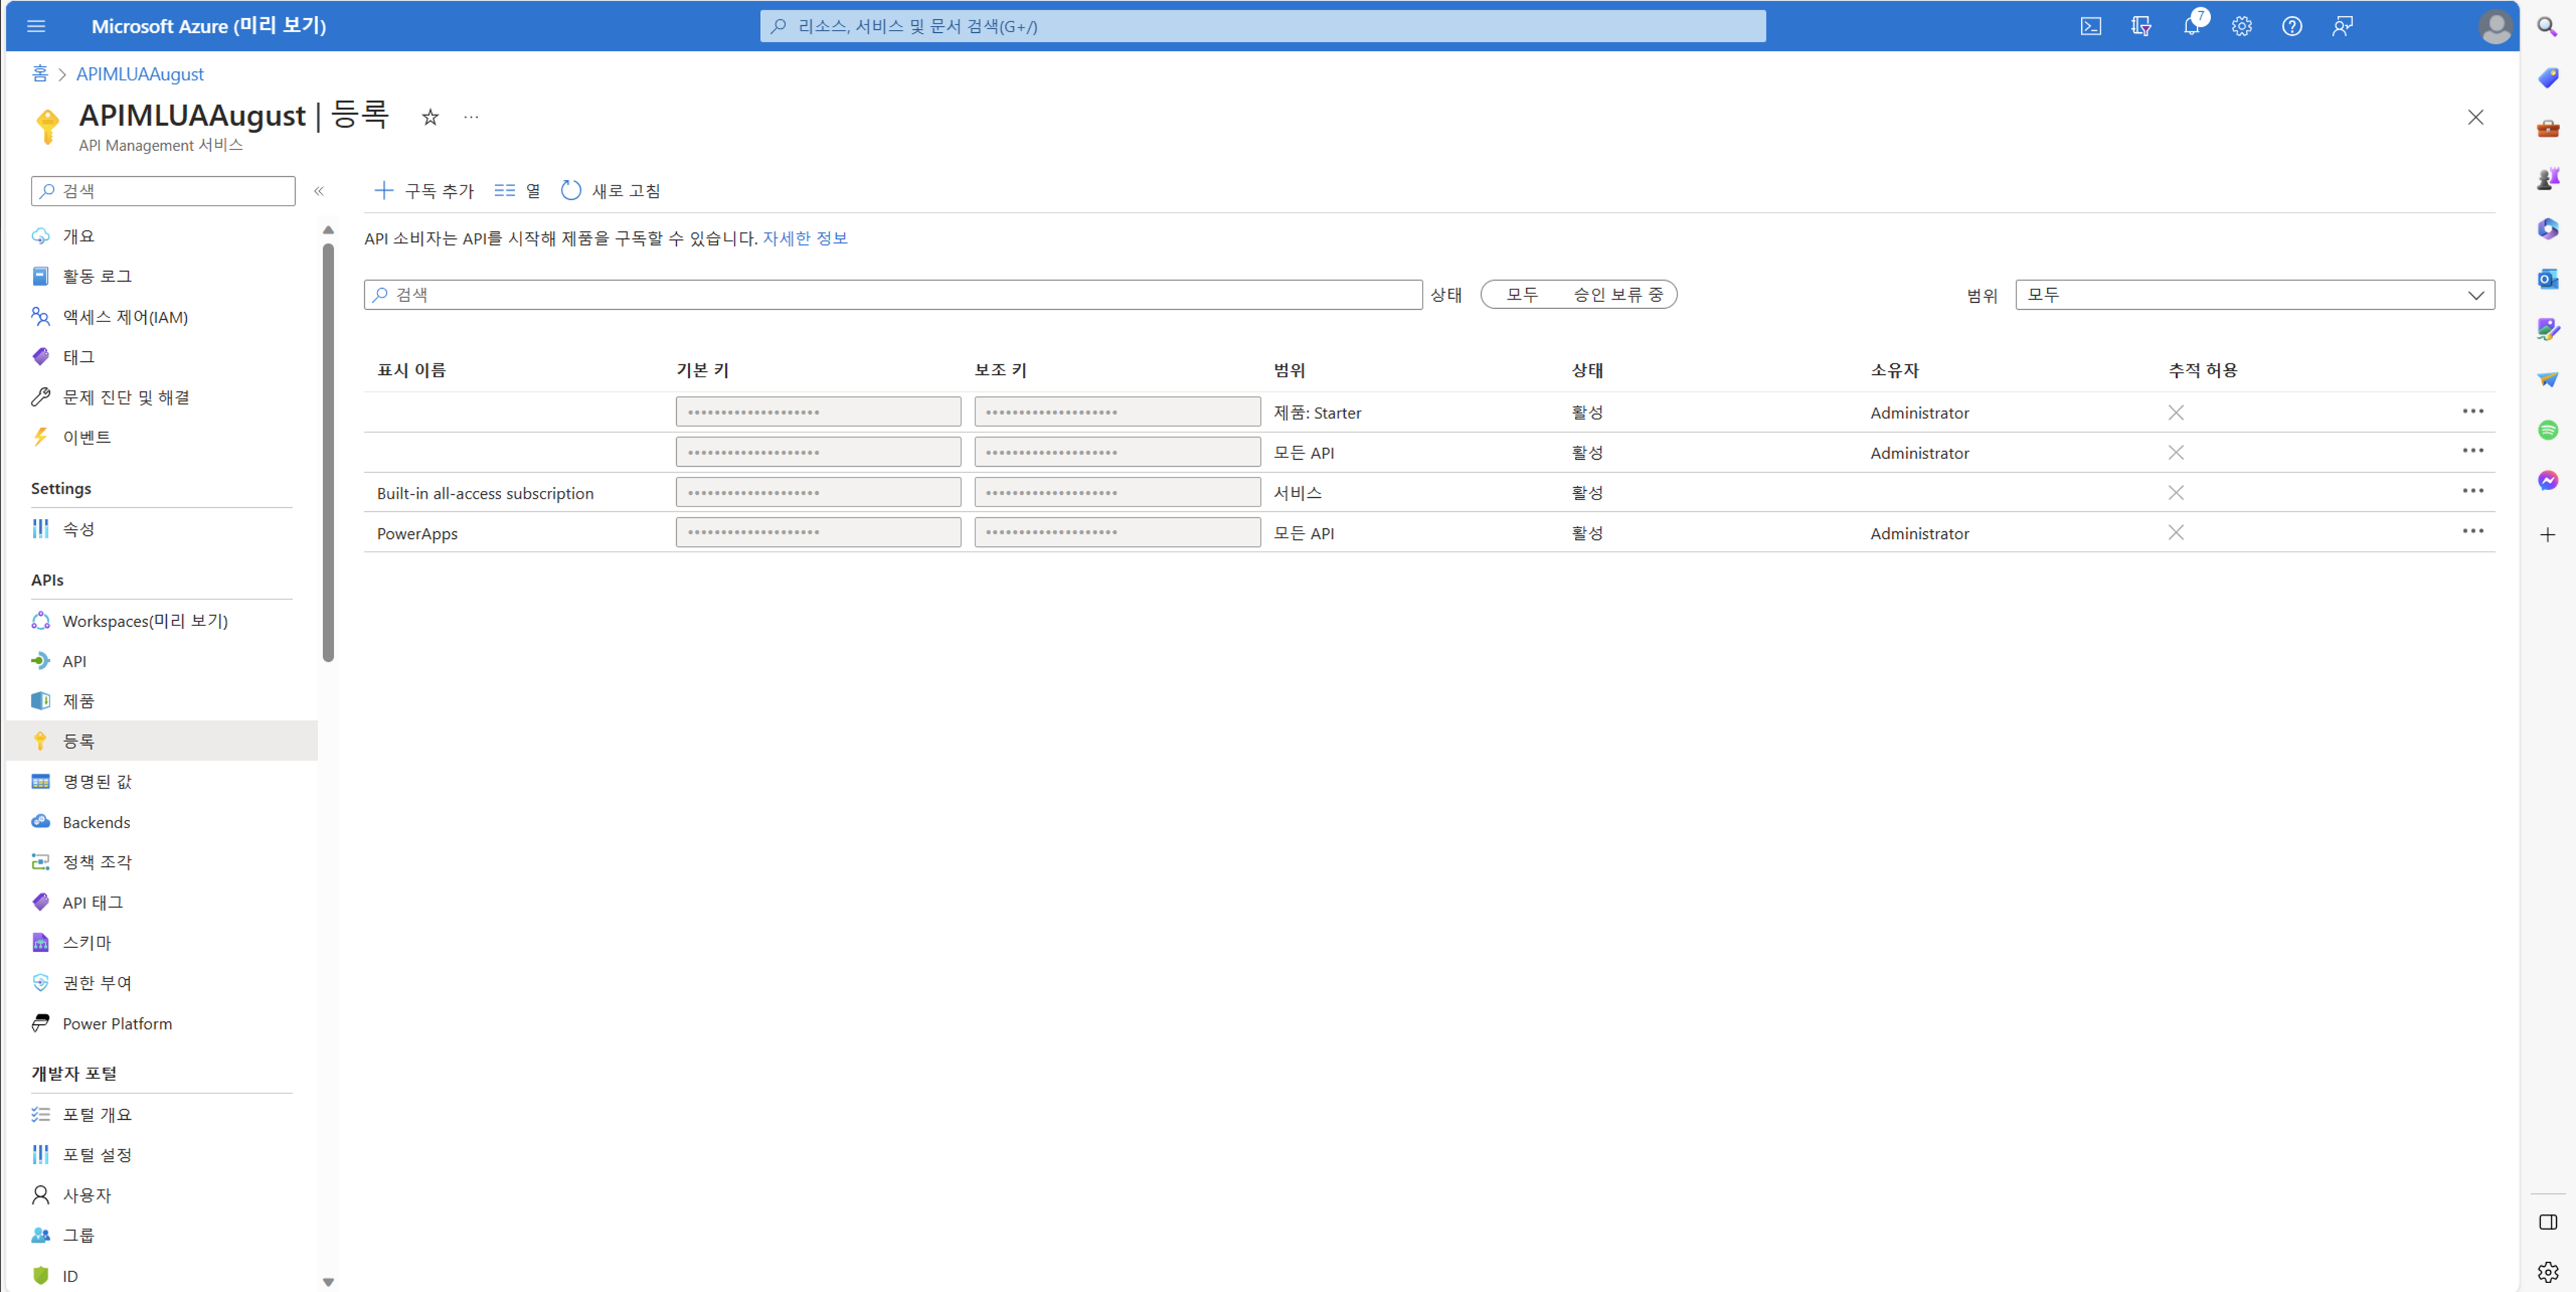 Microsoft Azure (미리 보기)
리소스, 서비스 및 문서 검색(G+/)
7
홈 > APIMLUAAugust
APIMLUAAugust | 등록
API Management 서비스
검색
개요
활동 로그
액세스 제어(IAM)
태그
문제 진단 및 해결
이벤트
Settings
속성
APIs
Workspaces(미리 보기)
API
제품
등록
명명된 값
Backends
정책 조각
API 태그
스키마
권한 부여
Power Platform
개발자 포털
포털 개요
포털 설정
사용자
그룹
ID
구독 추가 열 새로 고침
API 소비자는 API를 시작해 제품을 구독할 수 있습니다. 자세한 정보
검색 상태 모두 승인 보류 중 범위 모두
표시 이름 기본 키 보조 키 범위 상태 소유자 추적 허용
제품: Starter 활성 Administrator
모든 API 활성 Administrator
Built-in all-access subscription 서비스 활성
PowerApps 모든 API 활성 Administrator